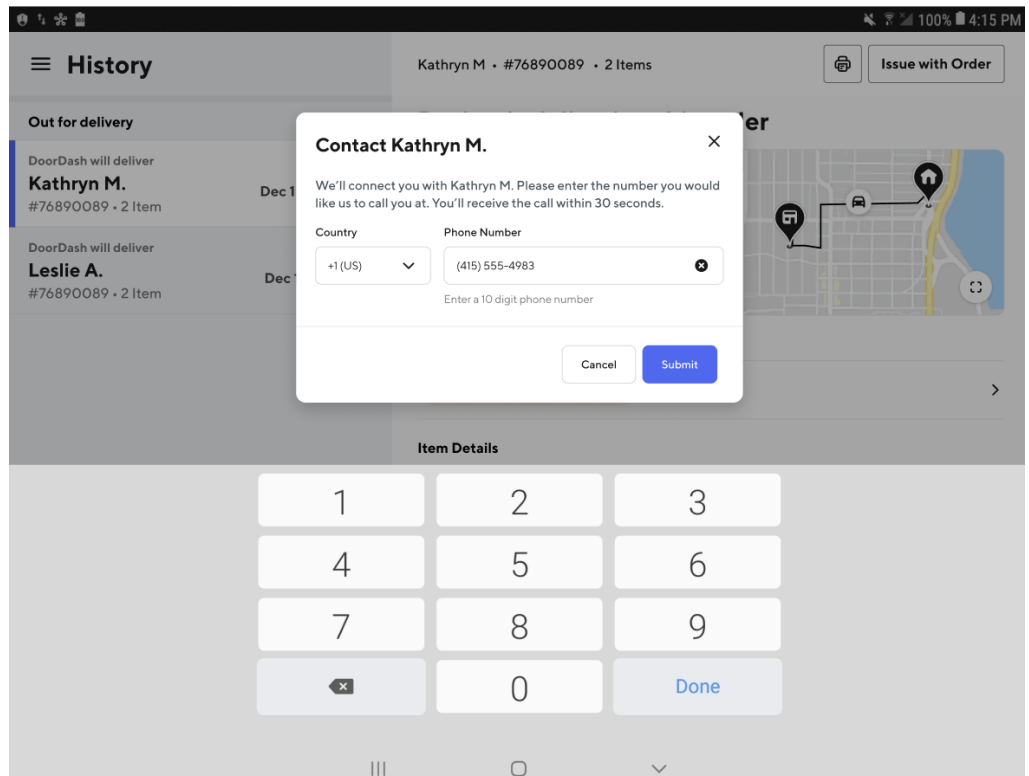 100% 4:15 PM
History
Kathryn M • #76890089 • 2 Items
Issue with Order
Out for delivery
DoorDash will deliver
Kathryn M.
Dec 1
#76890089 • 2 Item
DoorDash will deliver
Leslie A.
Dec
#76890089 • 2 Item
Contact Kathryn M.
We'll connect you with Kathryn M. Please enter the number you would
like us to call you at. You'll receive the call within 30 seconds.
Country
Phone Number
+1 (US)
(415) 555-4983
Enter a 10 digit phone number
Cancel
Submit
Item Details
1
2
3
4
5
6
7
8
9
0
Done